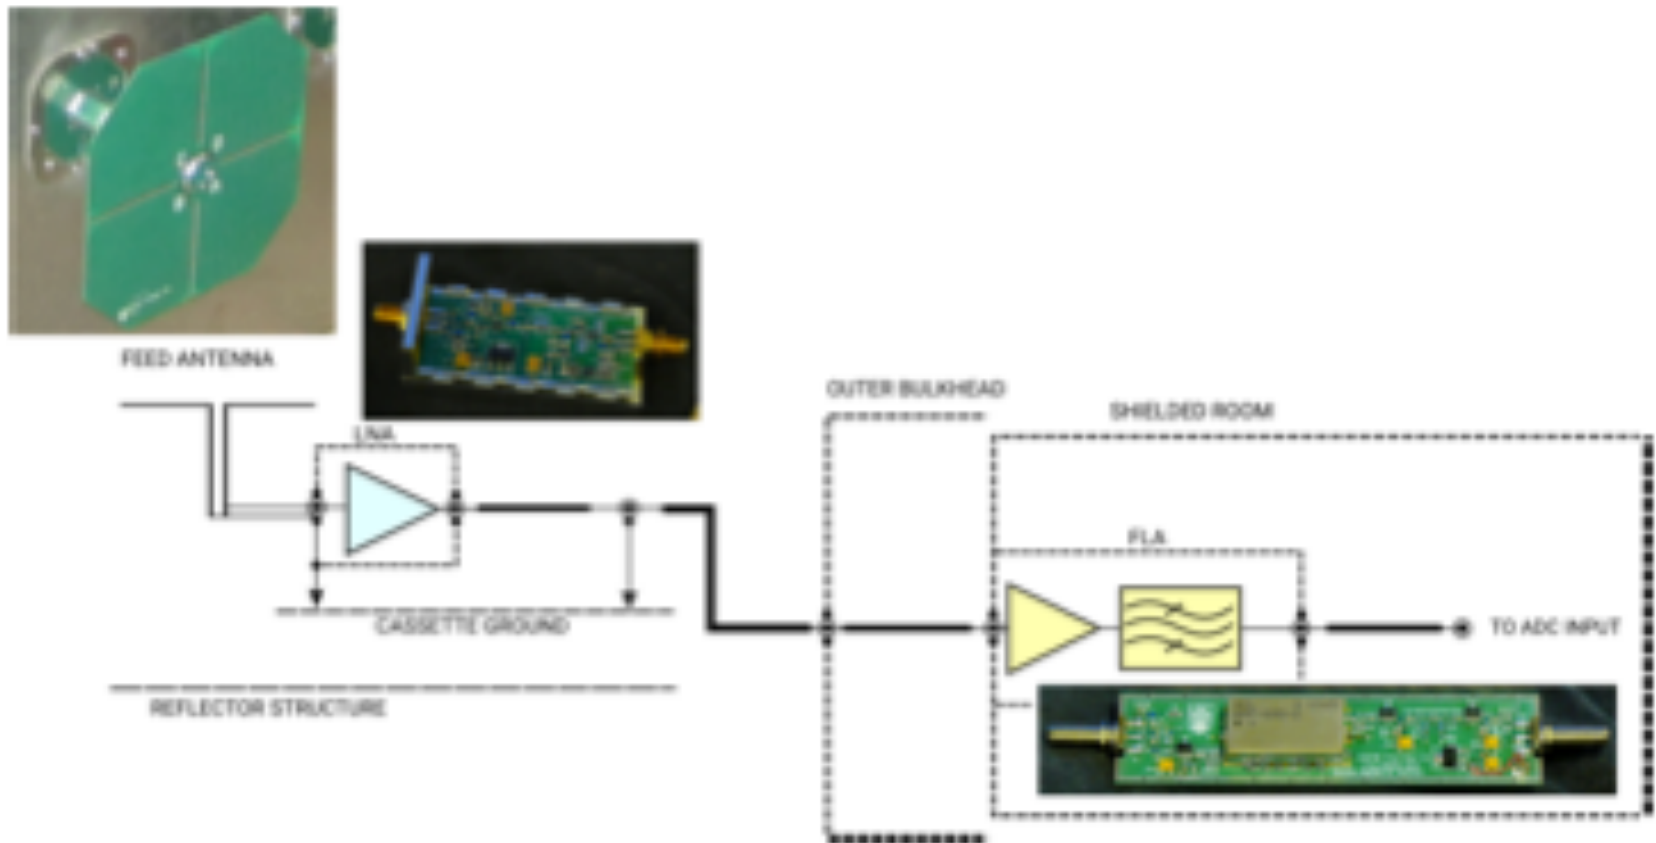 FEED ANTENNA
LNA
OUTER BULKHEAD
SHIELDED ROOM
FLA
CASSETTE GROUND
TO ADC INPUT
REFLECTOR STRUCTURE